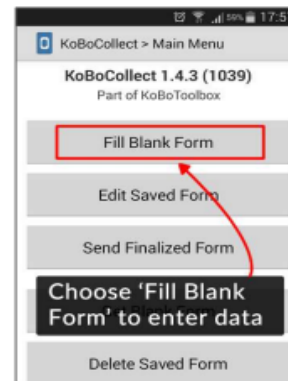 59% 17:5
KoBoCollect > Main Menu
KoBoCollect 1.4.3 (1039)
Part of KoBoToolbox
Fill Blank Form
Edit Saved Form
Send Finalized Form
Choose ‘Fill Blank
Form’ to enter data
Delete Saved Form